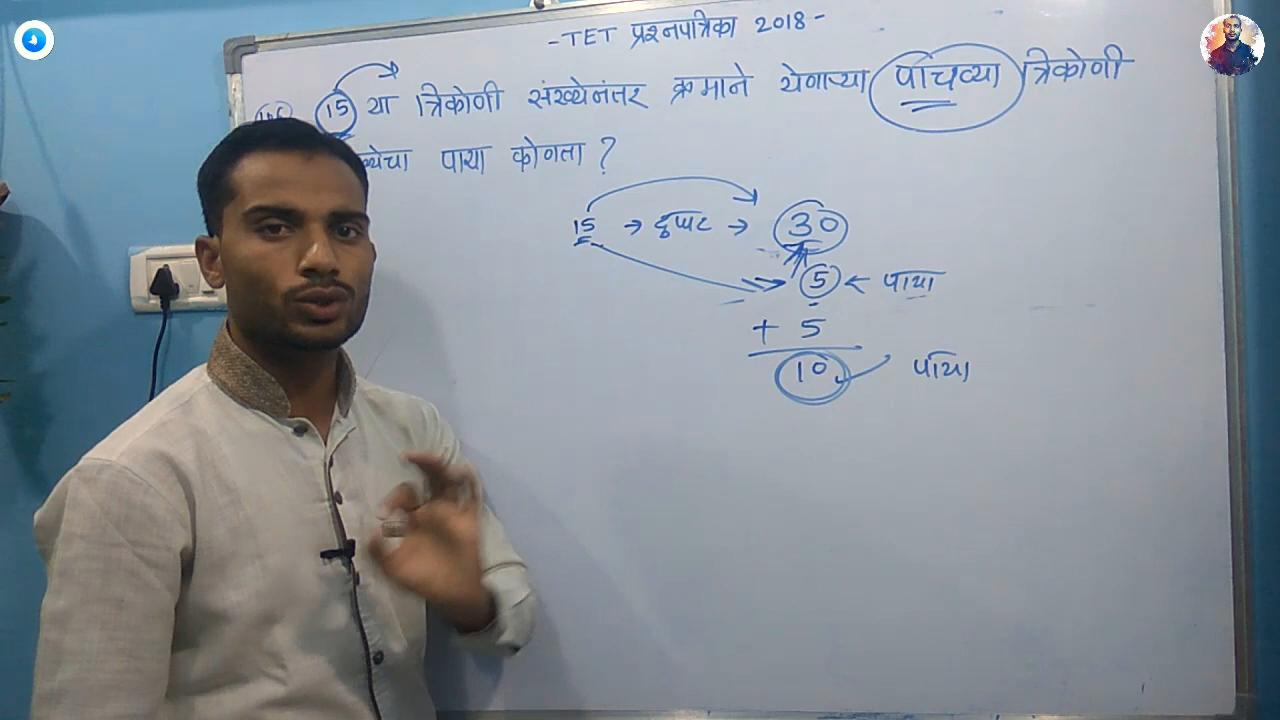 -TET प्रश्नपत्रिका 2018-
15 या त्रिकोणी संख्येनंतर क्रमाने येणाऱ्या पाचव्या त्रिकोणी
पाया कोणता ?
15 → दुप्पट → 30
5 ← पाया
+ 5
10 पाया